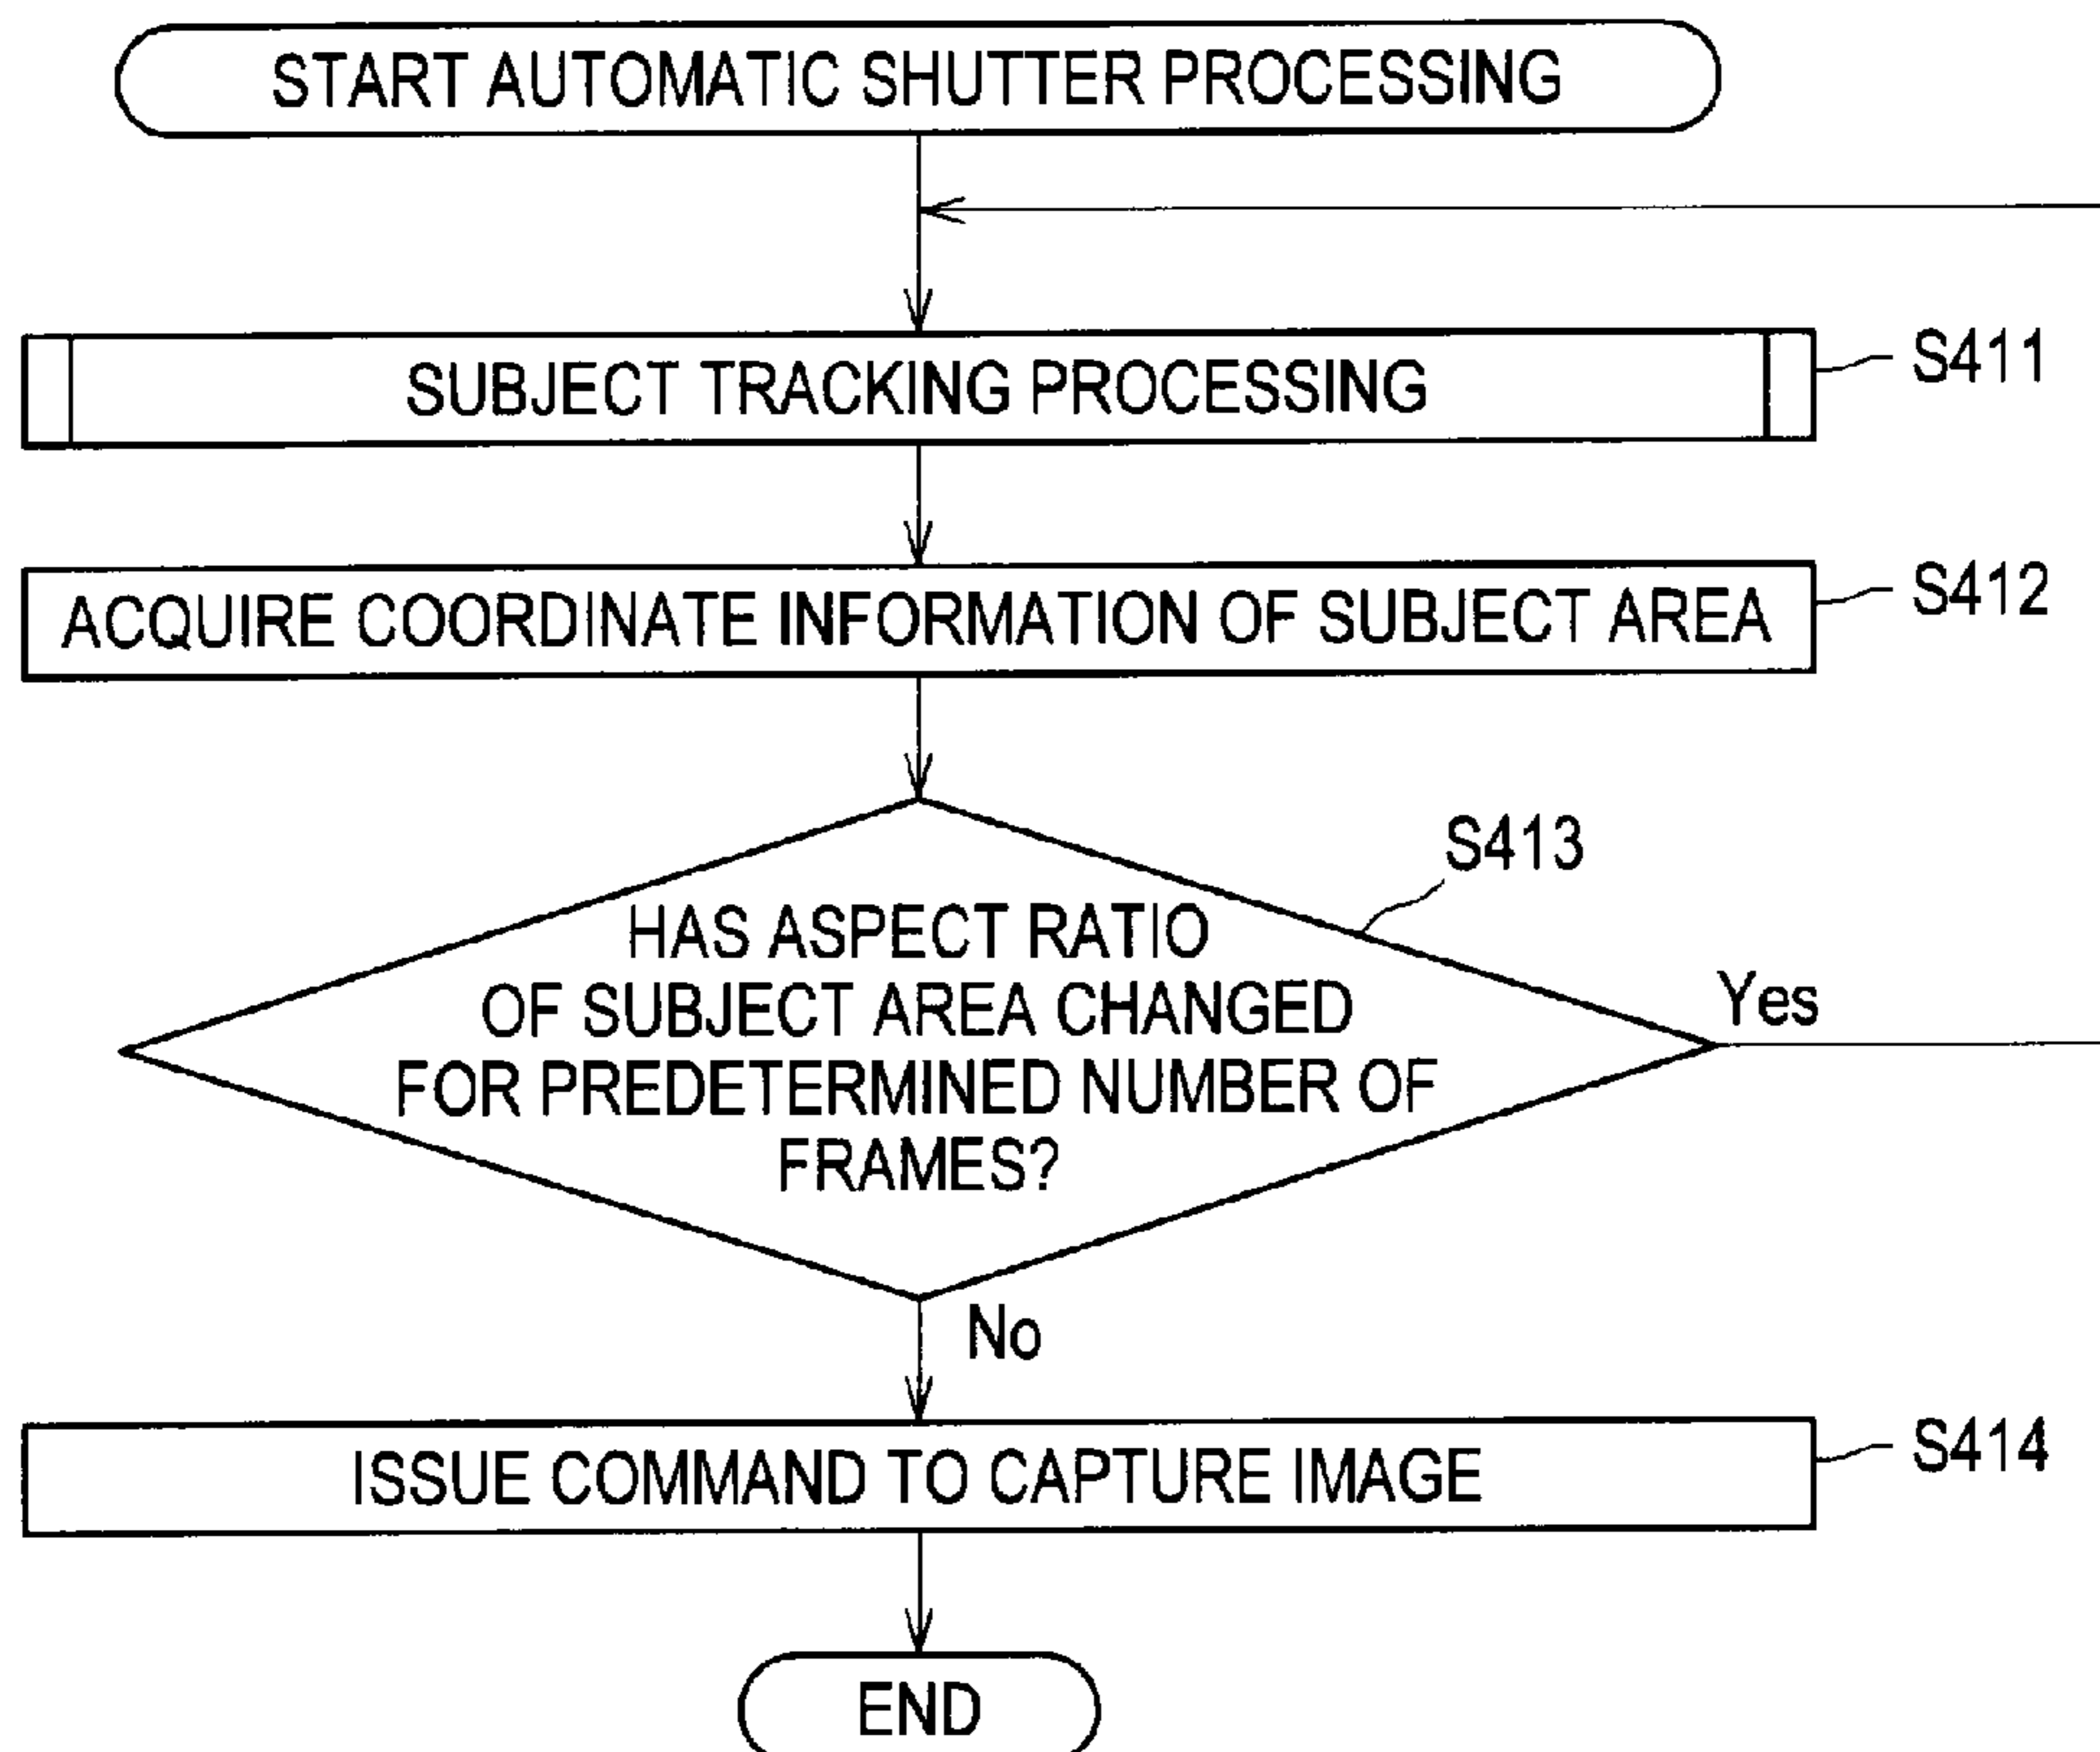 START AUTOMATIC SHUTTER PROCESSING
SUBJECT TRACKING PROCESSING
S411
ACQUIRE COORDINATE INFORMATION OF SUBJECT AREA
S412
S413
HAS ASPECT RATIO
OF SUBJECT AREA CHANGED
FOR PREDETERMINED NUMBER OF
FRAMES?
Yes
No
ISSUE COMMAND TO CAPTURE IMAGE
S414
END